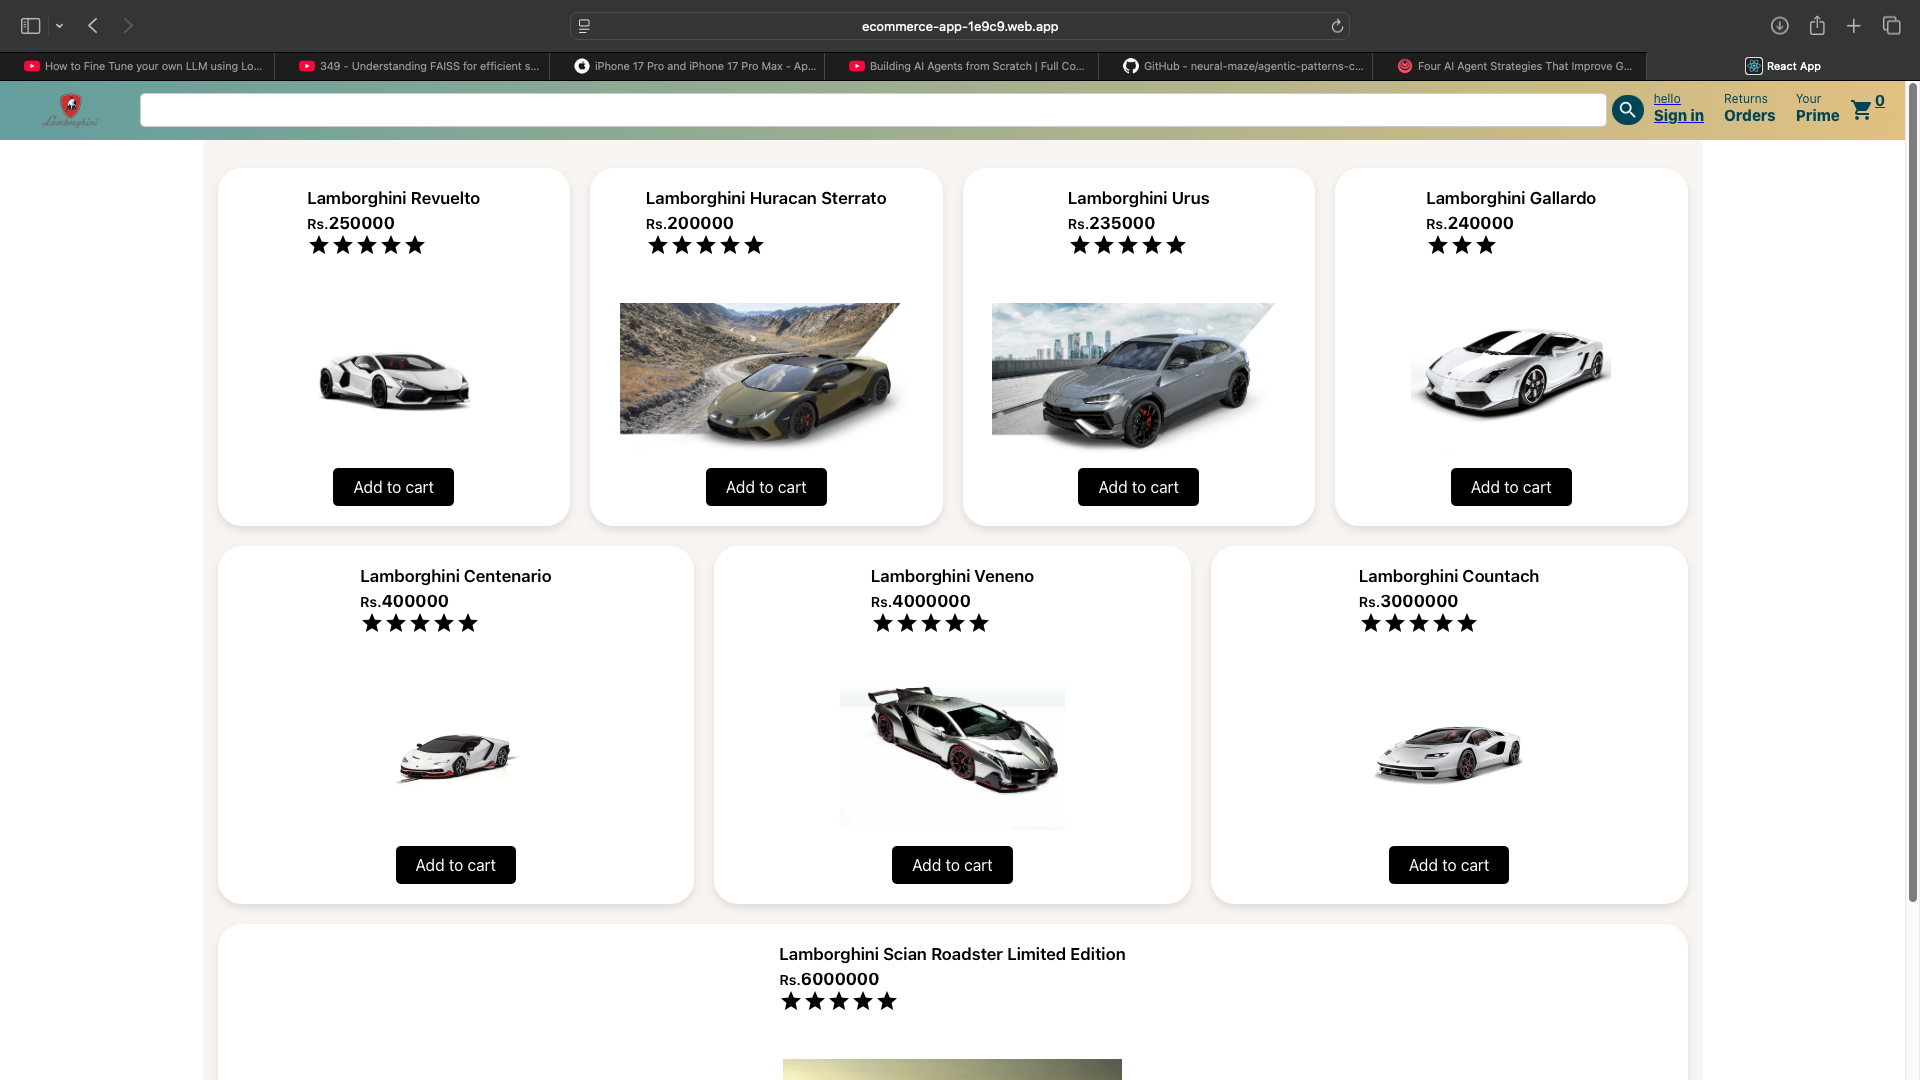 ecommerce-app-1e9c9.web.app
How to Fine Tune your own LLM using Lo...
349 - Understanding FAISS for efficient s...
iPhone 17 Pro and iPhone 17 Pro Max - Ap...
Building AI Agents from Scratch | Full Co...
GitHub - neural-maze/agentic-patterns-c...
Four AI Agent Strategies That Improve G...
React App
Lamborghini
hello
Sign in
Returns
Orders
Your
Prime
0
Lamborghini Revuelto
Rs.250000
Add to cart
Lamborghini Huracan Sterrato
Rs.200000
Add to cart
Lamborghini Urus
Rs.235000
Add to cart
Lamborghini Gallardo
Rs.240000
Add to cart
Lamborghini Centenario
Rs.400000
Add to cart
Lamborghini Veneno
Rs.4000000
Add to cart
Lamborghini Countach
Rs.3000000
Add to cart
Lamborghini Scian Roadster Limited Edition
Rs.6000000